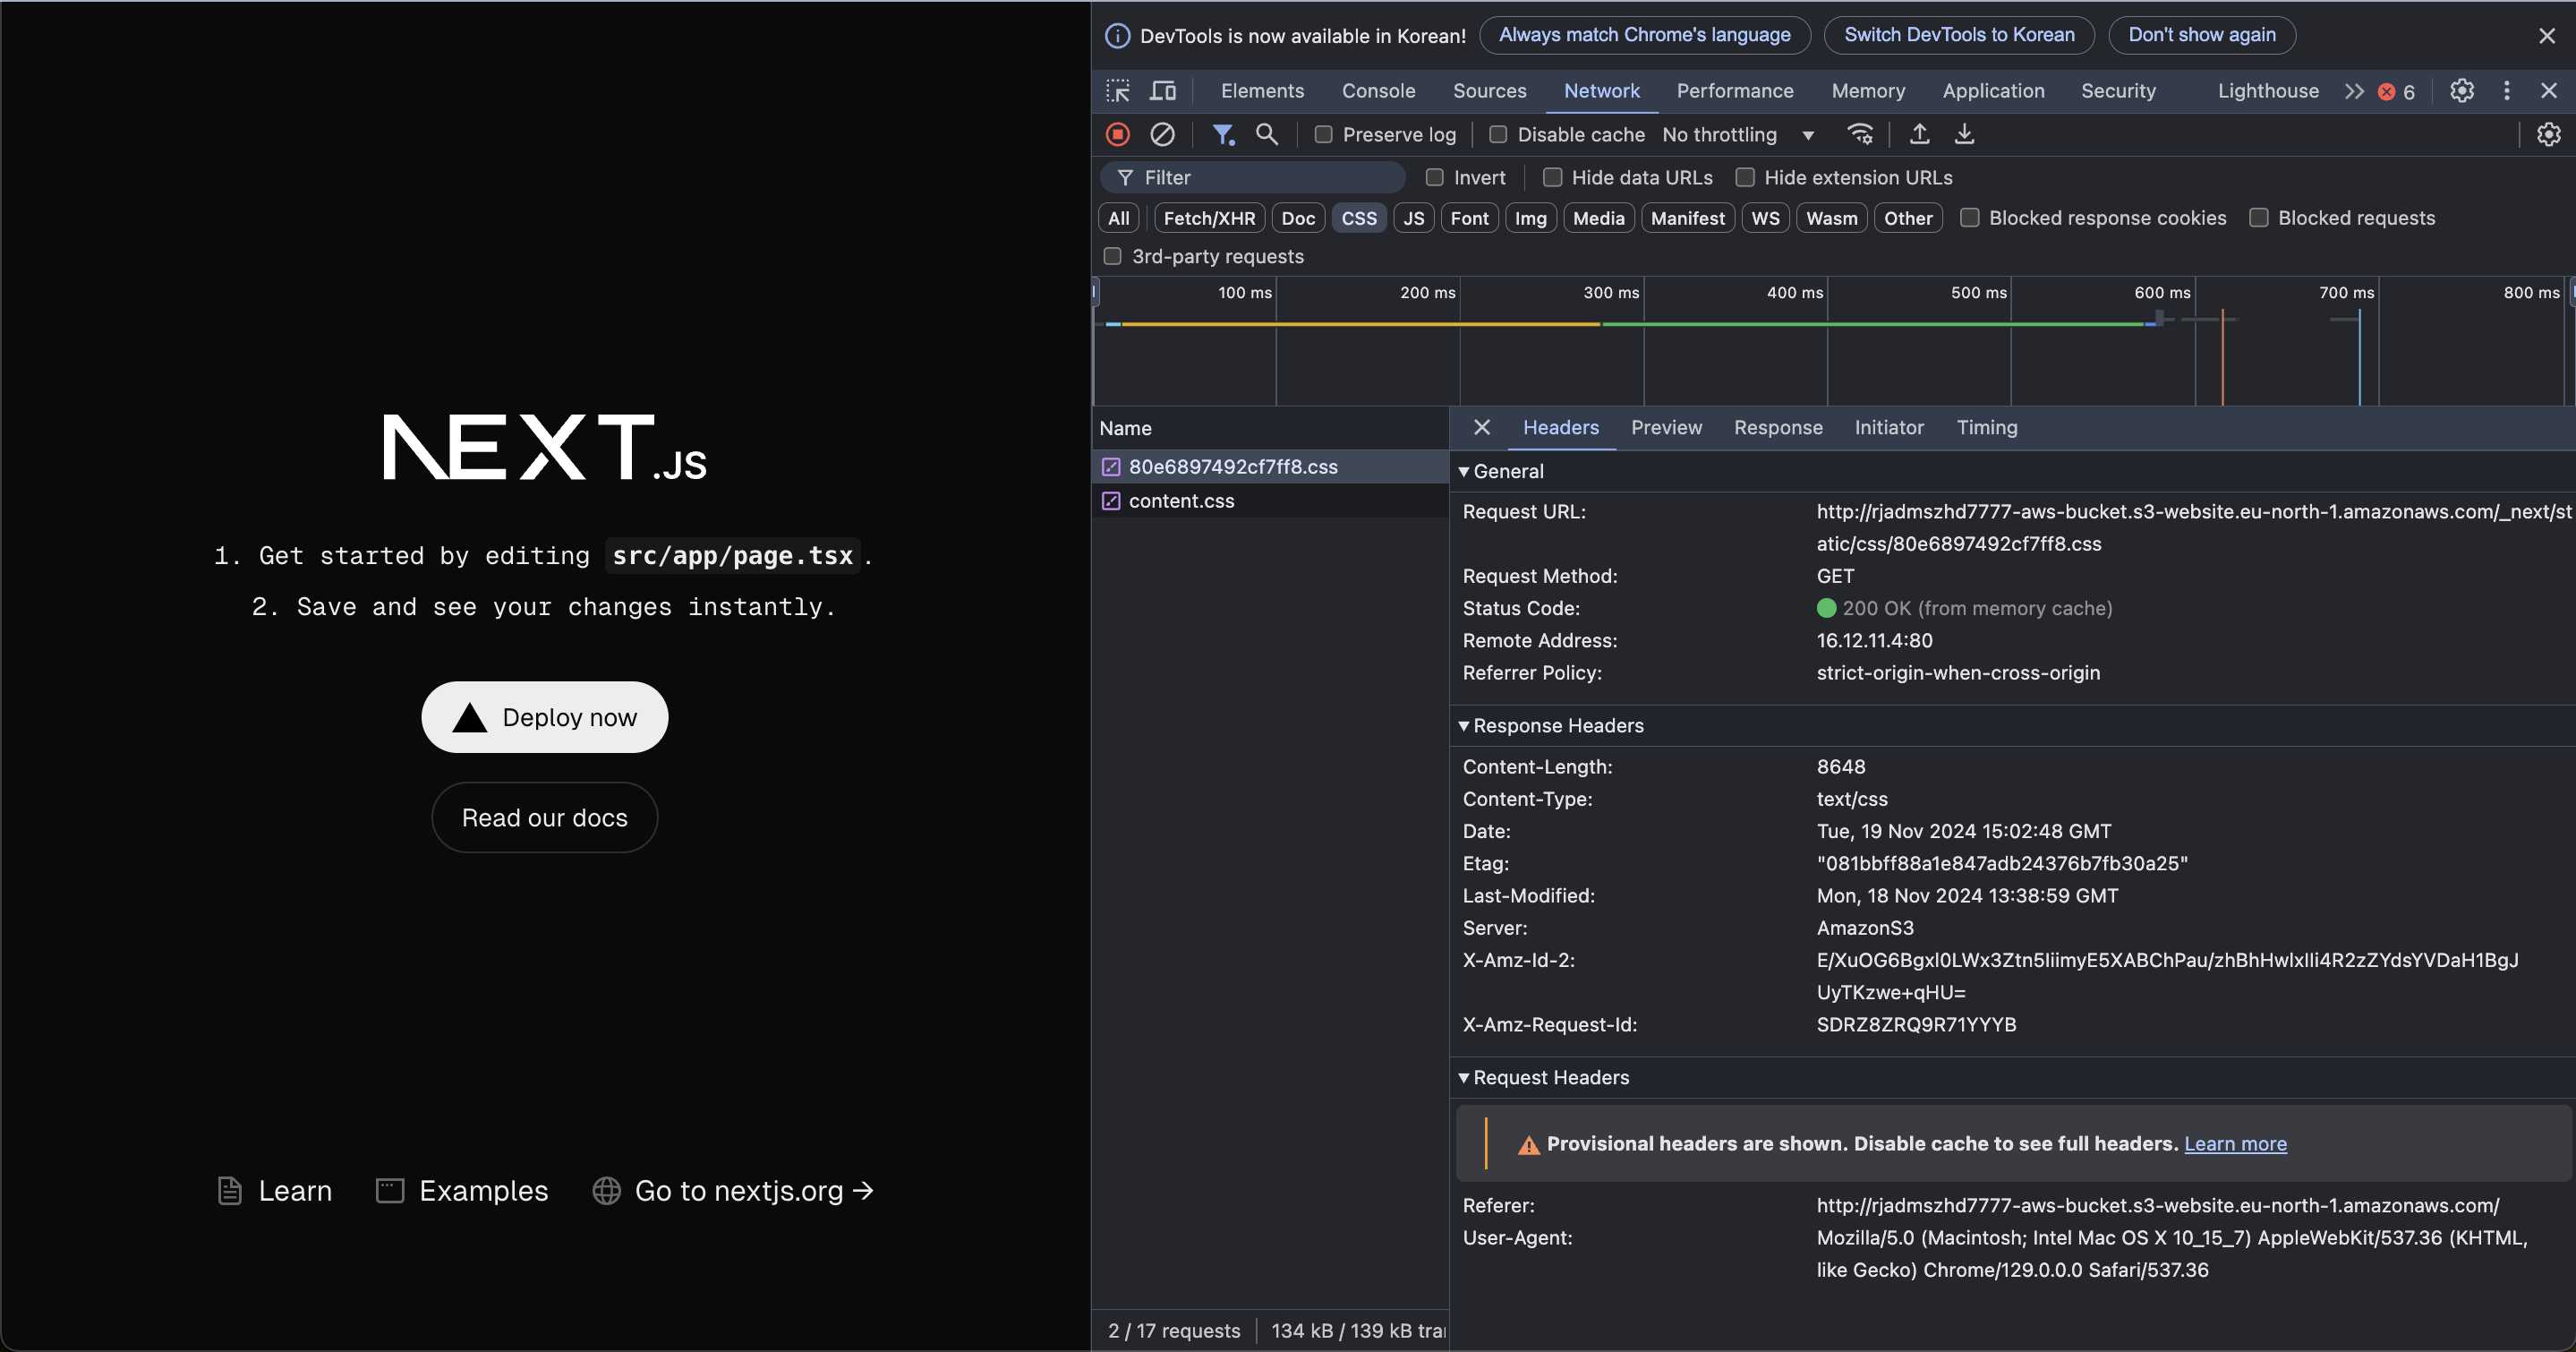 NEXT.JS
1. Get started by editing src/app/page.tsx.
2. Save and see your changes instantly.
Deploy now
Read our docs
Learn
Examples
Go to nextjs.org →
DevTools is now available in Korean!
Always match Chrome's language
Switch DevTools to Korean
Don't show again
Elements
Console
Sources
Network
Performance
Memory
Application
Security
Lighthouse
6
Preserve log
Disable cache
No throttling
Filter
Invert
Hide data URLs
Hide extension URLs
All
Fetch/XHR
Doc
CSS
JS
Font
Img
Media
Manifest
WS
Wasm
Other
Blocked response cookies
Blocked requests
3rd-party requests
100 ms
200 ms
300 ms
400 ms
500 ms
600 ms
700 ms
800 ms
Name
80e6897492cf7ff8.css
content.css
2 / 17 requests
134 kB / 139 kB tra
Headers
Preview
Response
Initiator
Timing
General
Request URL:
http://rjadmszhd7777-aws-bucket.s3-website.eu-north-1.amazonaws.com/_next/st
atic/css/80e6897492cf7ff8.css
Request Method:
GET
Status Code:
200 OK (from memory cache)
Remote Address:
16.12.11.4:80
Referrer Policy:
strict-origin-when-cross-origin
Response Headers
Content-Length:
8648
Content-Type:
text/css
Date:
Tue, 19 Nov 2024 15:02:48 GMT
Etag:
"081bbff88a1e847adb24376b7fb30a25"
Last-Modified:
Mon, 18 Nov 2024 13:38:59 GMT
Server:
AmazonS3
X-Amz-Id-2:
UyTKzwe+qHU=
X-Amz-Request-Id:
SDRZ8ZRQ9R71YYYB
Request Headers
Provisional headers are shown. Disable cache to see full headers. Learn more
Referer:
http://rjadmszhd7777-aws-bucket.s3-website.eu-north-1.amazonaws.com/
User-Agent:
Mozilla/5.0 (Macintosh; Intel Mac OS X 10_15_7) AppleWebKit/537.36 (KHTML,
like Gecko) Chrome/129.0.0.0 Safari/537.36